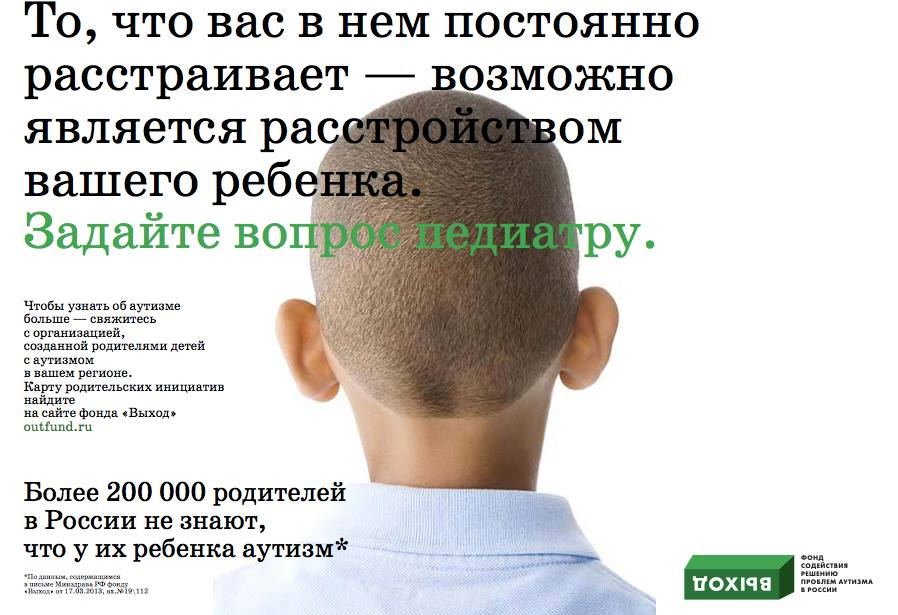 То, что вас в нем постоянно
расстраивает — возможно
является расстройством
вашего ребенка.
Задайте вопрос педиатру.
Чтобы узнать об аутизме
больше — свяжитесь
с организацией,
созданной родителями детей
с аутизмом
в вашем регионе.
Карту родительских инициатив
найдите
на сайте фонда «Выход»
outfund.ru
Более 200 000 родителей
в России не знают,
что у их ребенка аутизм*
*По данным, содержащимся
в письме Минздрава РФ фонду
«Выход» от 17.03.2013, вх.№19\112
ВЫХОД
ФОНД
СОДЕЙСТВИЯ
РЕШЕНИЮ
ПРОБЛЕМ АУТИЗМА
В РОССИИ